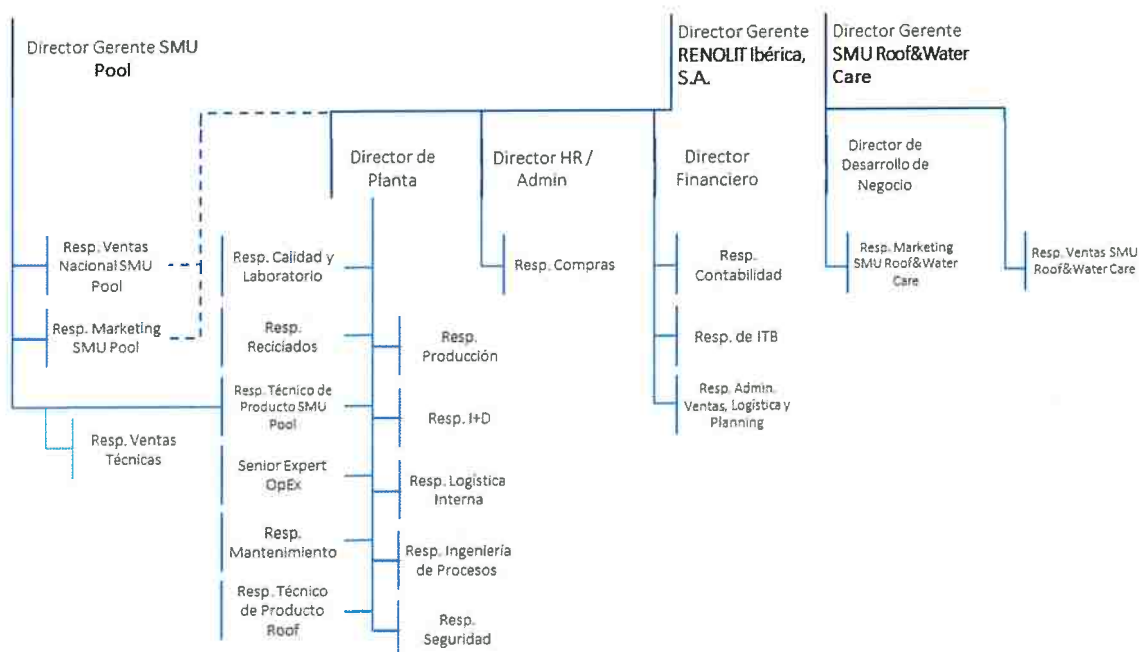 Director Gerente SMU
Pool
Director Gerente
RENOLIT Ibérica,
S.A.
Director Gerente
SMU Roof&Water
Care
Director de
Planta
Director HR /
Admin
Director
Financiero
Director de
Desarrollo de
Negocio
Resp. Ventas
Nacional SMU
Pool
Resp. Marketing
SMU Pool
Resp. Ventas
Técnicas
Resp. Calidad y
Laboratorio
Resp.
Reciclados
Resp. Técnico de
Producto SMU
Pool
Senior Expert
OpEx
Resp.
Mantenimiento
Resp. Técnico
de Producto
Roof
Resp.
Producción
Resp. I+D
Resp. Logística
Interna
Resp. Ingeniería
de Procesos
Resp.
Seguridad
Resp. Compras
Resp.
Contabilidad
Resp. de ITB
Resp. Admin.
Ventas, Logística y
Planning
Resp. Marketing
SMU Roof&Water
Care
Resp. Ventas SMU
Roof&Water Care